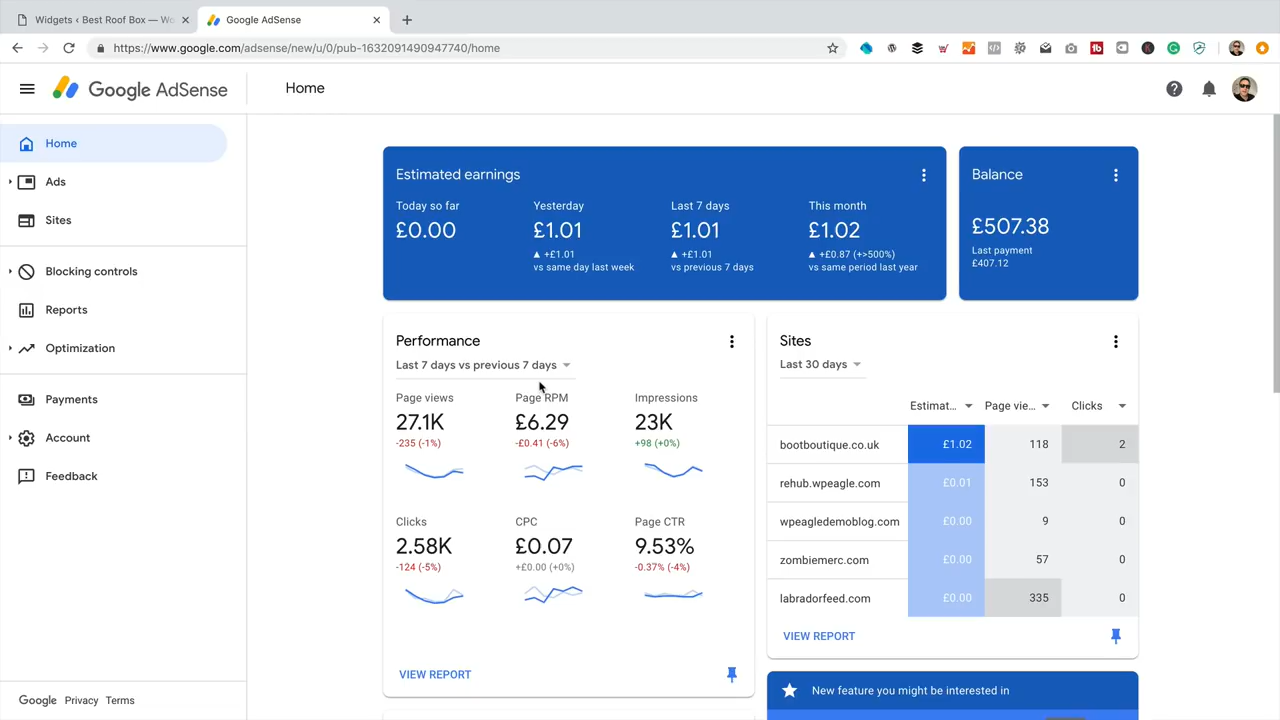 Widgets ‹ Best Roof Box — Wo
Google AdSense
https://www.google.com/adsense/new/u/0/pub-1632091490947740/home
Google AdSense
Home
Home
Ads
Sites
Blocking controls
Reports
Optimization
Payments
Account
Feedback
Google Privacy Terms
Estimated earnings
Today so far
£0.00
Yesterday
£1.01
+£1.01
vs same day last week
Last 7 days
£1.01
+£1.01
vs previous 7 days
This month
£1.02
+£0.87 (+>500%)
vs same period last year
Balance
£507.38
Last payment
£407.12
Performance
Last 7 days vs previous 7 days
Page views
27.1K
-235 (-1%)
Page RPM
£6.29
-£0.41 (-6%)
Impressions
23K
+98 (+0%)
Clicks
2.58K
-124 (-5%)
CPC
£0.07
+£0.00 (+0%)
Page CTR
9.53%
-0.37% (-4%)
VIEW REPORT
Sites
Last 30 days
Estimat... Page vie... Clicks
bootboutique.co.uk £1.02 118 2
rehub.wpeagle.com £0.01 153 0
wpeagledemoblog.com £0.00 9 0
zombiemerc.com £0.00 57 0
labradorfeed.com £0.00 335 0
VIEW REPORT
New feature you might be interested in